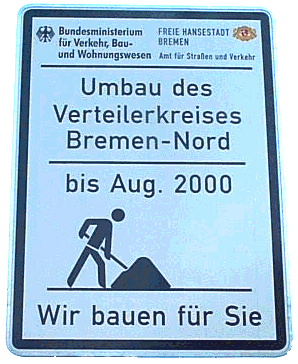 Bundesministerium
für Verkehr, Bau-
und Wohnungswesen
FREIE HANSESTADT
BREMEN
Amt für Straßen und Verkehr
Umbau des
Verteilerkreises
Bremen-Nord
bis Aug. 2000
Wir bauen für Sie